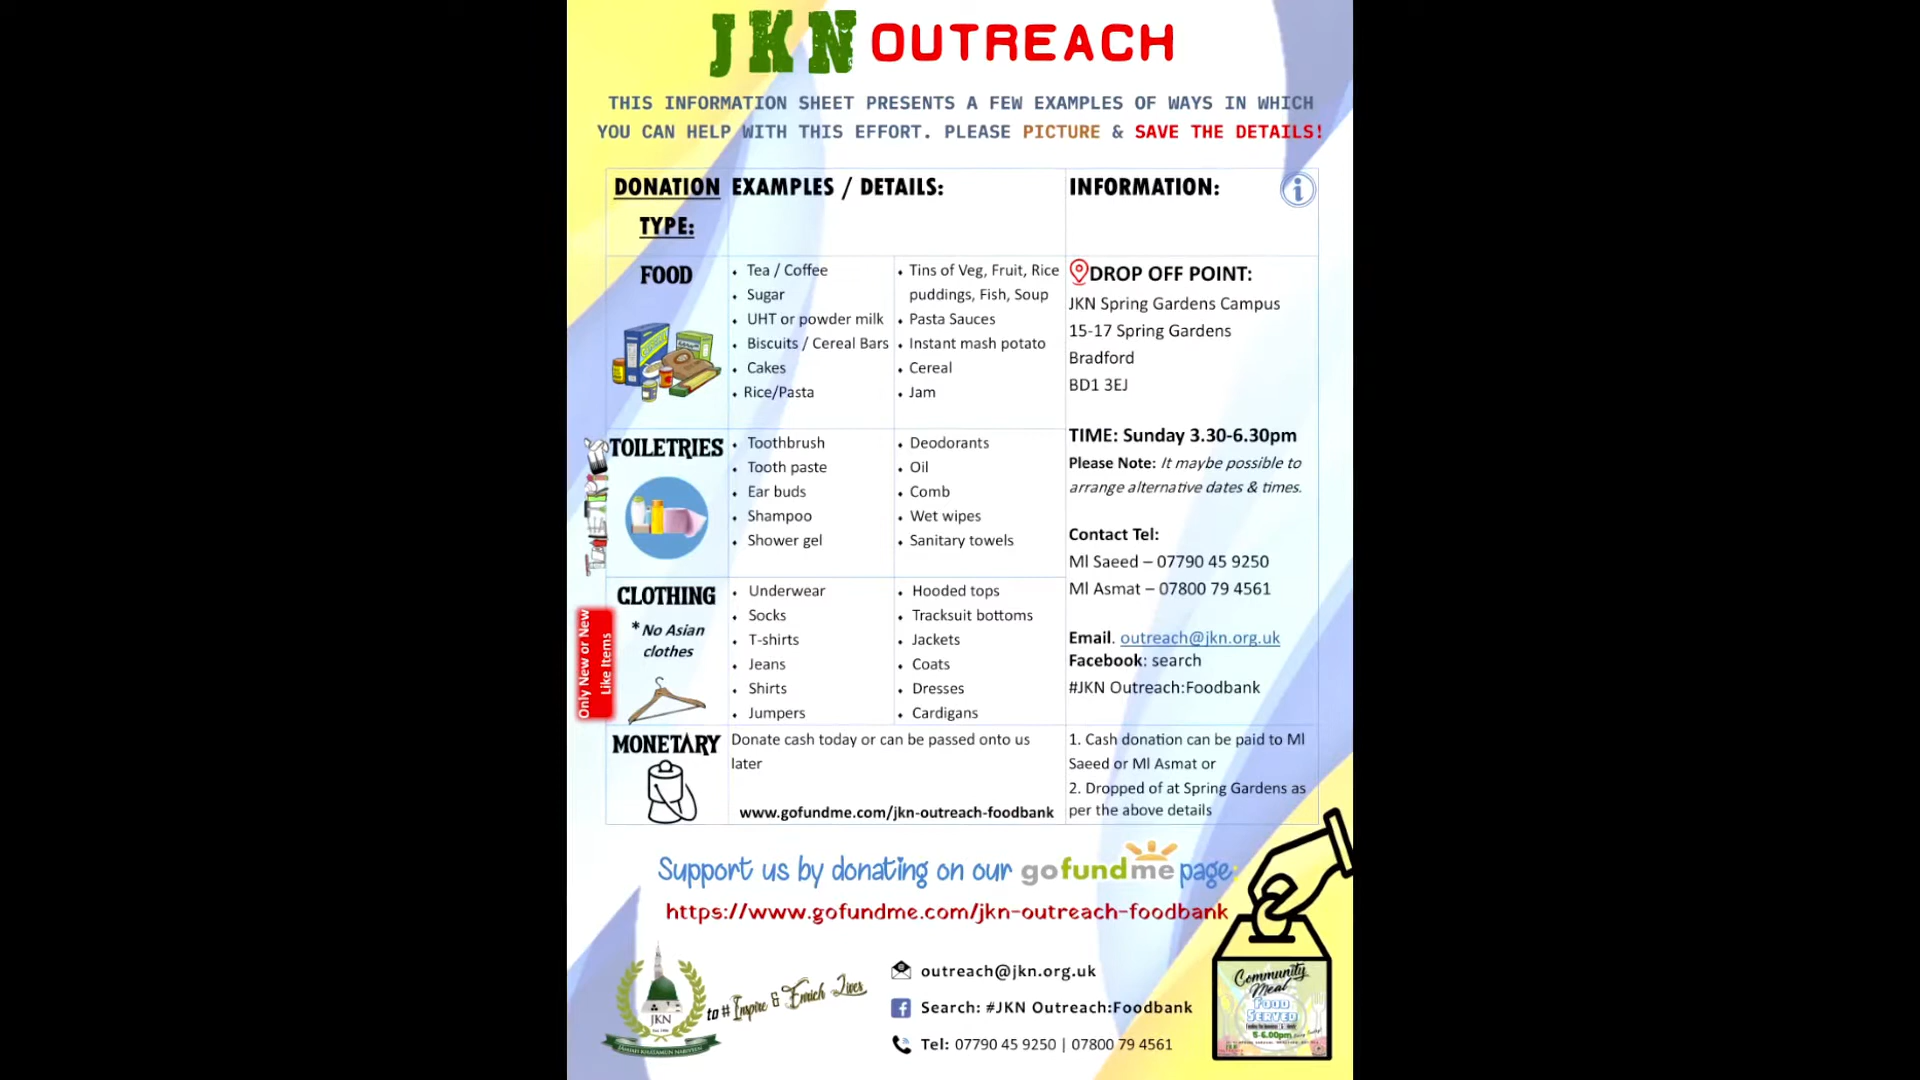 JKN OUTREACH
THIS INFORMATION SHEET PRESENTS A FEW EXAMPLES OF WAYS IN WHICH
YOU CAN HELP WITH THIS EFFORT. PLEASE PICTURE & SAVE THE DETAILS!
DONATION TYPE:
EXAMPLES / DETAILS:
INFORMATION:
FOOD
Tea / Coffee
Sugar
UHT or powder milk
Biscuits / Cereal Bars
Cakes
Rice/Pasta
Tins of Veg, Fruit, Rice
puddings, Fish, Soup
Pasta Sauces
Instant mash potato
Cereal
Jam
DROP OFF POINT:
JKN Spring Gardens Campus
15-17 Spring Gardens
Bradford
BD1 3EJ
TIME: Sunday 3.30-6.30pm
Please Note: It maybe possible to
arrange alternative dates & times.
Contact Tel:
Ml Saeed – 07790 45 9250
Ml Asmat – 07800 79 4561
Email. outreach@jkn.org.uk
Facebook: search
#JKN Outreach:Foodbank
TOILETRIES
Toothbrush
Tooth paste
Ear buds
Shampoo
Shower gel
Deodorants
Oil
Comb
Wet wipes
Sanitary towels
Only New or New
Like Items
CLOTHING
*No Asian
clothes
Underwear
Socks
T-shirts
Jeans
Shirts
Jumpers
Hooded tops
Tracksuit bottoms
Jackets
Coats
Dresses
Cardigans
MONETARY
Donate cash today or can be passed onto us
later
www.gofundme.com/jkn-outreach-foodbank
1. Cash donation can be paid to Ml
Saeed or Ml Asmat or
2. Dropped of at Spring Gardens as
per the above details
Support us by donating on our gofundme page:
https://www.gofundme.com/jkn-outreach-foodbank
JKN
JAMIAH KHATAMUN NABIYEEN
to # Inspire & Enrich Lives
outreach@jkn.org.uk
Search: #JKN Outreach:Foodbank
Tel: 07790 45 9250 | 07800 79 4561
Community
Meal
FOOD
SERVED
5-6.00pm